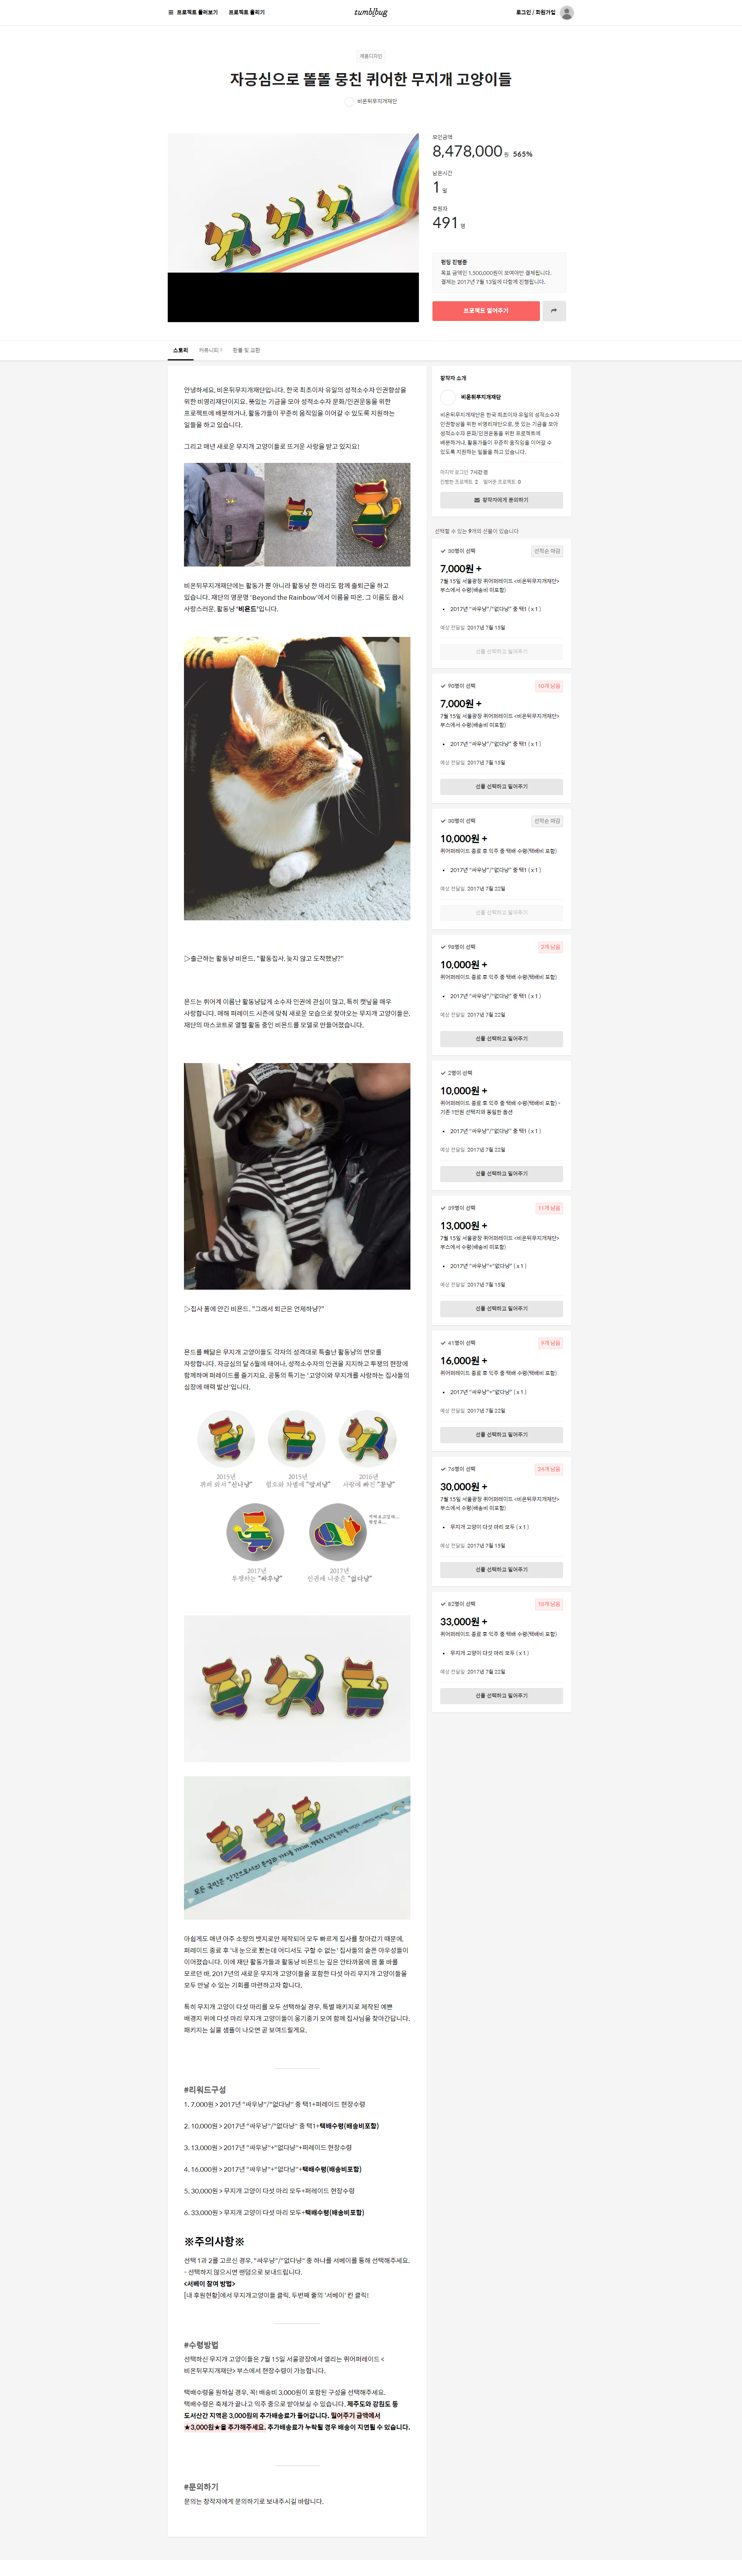 프로젝트 둘러보기
프로젝트 올리기
tumblbug
로그인 / 회원가입
제품디자인
자긍심으로 똘똘 뭉친 퀴어한 무지개 고양이들
비온뒤무지개재단
모인금액
8,478,000 원 565%
남은시간
1 일
후원자
491 명
펀딩 진행중
목표 금액인 1,500,000원이 모여야만 결제됩니다.
결제는 2017년 7월 13일에 다함께 진행됩니다.
프로젝트 밀어주기
스토리
커뮤니티
환불 및 교환
안녕하세요, 비온뒤무지개재단입니다. 한국 최초이자 유일의 성적소수자 인권향상을
위한 비영리재단이지요. 뜻있는 기금을 모아 성적소수자 문화/인권운동을 위한
프로젝트에 배분하거나, 활동가들이 꾸준히 움직임을 이어갈 수 있도록 지원하는
일들을 하고 있습니다.
그리고 매년 새로운 무지개 고양이들로 뜨거운 사랑을 받고 있지요!
비온뒤무지개재단에는 활동가 뿐 아니라 활동냥 한 마리도 함께 출퇴근을 하고
있습니다. 재단의 영문명 'Beyond the Rainbow'에서 이름을 따온, 그 이름도 몹시
사랑스러운, 활동냥 '비욘드'입니다.
▷출근하는 활동냥 비욘드, "활동집사, 늦지 않고 도착했냥?"
욘드는 퀴어계 이름난 활동냥답게 소수자 인권에 관심이 많고, 특히 캣닢을 매우
사랑합니다. 매해 퍼레이드 시즌에 맞춰 새로운 모습으로 찾아오는 무지개 고양이들은,
재단의 마스코트로 열혈 활동 중인 비욘드를 모델로 만들어졌습니다.
▷집사 품에 안긴 비욘드, "그래서 퇴근은 언제하냥?"
욘드를 빼닮은 무지개 고양이들도 각자의 성격대로 특출난 활동냥의 면모를
자랑합니다. 자긍심의 달 6월에 태어나, 성적소수자의 인권을 지지하고 투쟁의 현장에
함께하며 퍼레이드를 즐기지요. 공통의 특기는 '고양이와 무지개를 사랑하는 집사들의
심장에 매력 발산'입니다.
2015년
퀴퍼 와서 "신나냥"
2015년
혐오와 차별에 "맞서냥"
2016년
사랑에 빠진 "꽁냥"
2017년
투쟁하는 "싸우냥"
2017년
인권에 나중은 "없다냥"
모든 국민은 인간으로서의 존엄과 가치를 가지며, 행복을 추구할 권리를 가진다
아쉽게도 매년 아주 소량의 뱃지로만 제작되어 모두 빠르게 집사를 찾아갔기 때문에,
퍼레이드 종료 후 '내 눈으로 봤는데 어디서도 구할 수 없는' 집사들의 슬픈 아우성들이
이어졌습니다. 이에 재단 활동가들과 활동냥 비욘드는 깊은 안타까움에 몸 둘 바를
모르던 바, 2017년의 새로운 무지개 고양이들을 포함한 다섯 마리 무지개 고양이들을
모두 만날 수 있는 기회를 마련하고자 합니다.
특히 무지개 고양이 다섯 마리를 모두 선택하실 경우, 특별 패키지로 제작된 예쁜
배경지 위에 다섯 마리 무지개 고양이들이 옹기종기 모여 함께 집사님을 찾아간답니다.
패키지는 실물 샘플이 나오면 곧 보여드릴게요.
#리워드구성
1. 7,000원 > 2017년 "싸우냥"/"없다냥" 중 택1+퍼레이드 현장수령
2. 10,000원 > 2017년 "싸우냥"/"없다냥" 중 택1+택배수령(배송비포함)
3. 13,000원 > 2017년 "싸우냥"+"없다냥"+퍼레이드 현장수령
4. 16,000원 > 2017년 "싸우냥"+"없다냥"+택배수령(배송비포함)
5. 30,000원 > 무지개 고양이 다섯 마리 모두+퍼레이드 현장수령
6. 33,000원 > 무지개 고양이 다섯 마리 모두+택배수령(배송비포함)
※주의사항※
선택 1과 2를 고르신 경우, "싸우냥"/"없다냥" 중 하나를 서베이를 통해 선택해주세요.
- 선택하지 않으시면 랜덤으로 보내드립니다.
<서베이 참여 방법>
[내 후원현황]에서 무지개고양이들 클릭, 두번째 줄의 '서베이' 칸 클릭!
#수령방법
선택하신 무지개 고양이들은 7월 15일 서울광장에서 열리는 퀴어퍼레이드 <
비온뒤무지개재단> 부스에서 현장수령이 가능합니다.
택배수령을 원하실 경우, 꼭! 배송비 3,000원이 포함된 구성을 선택해주세요.
택배수령은 축제가 끝나고 익주 중으로 받아보실 수 있습니다. 제주도와 강원도 등
도서산간 지역은 3,000원의 추가배송료가 들어갑니다. 밀어주기 금액에서
★3,000원★을 추가해주세요. 추가배송료가 누락될 경우 배송이 지연될 수 있습니다.
#문의하기
문의는 창작자에게 문의하기로 보내주시길 바랍니다.
창작자 소개
비온뒤무지개재단
비온뒤무지개재단은 한국 최초이자 유일의 성적소수자
인권향상을 위한 비영리재단으로, 뜻 있는 기금을 모아
성적소수자 문화/인권운동을 위한 프로젝트에
배분하거나, 활동가들이 꾸준히 움직임을 이어갈 수
있도록 지원하는 일들을 하고 있습니다.
마지막 로그인 7시간 전
진행한 프로젝트 2 밀어준 프로젝트 0
창작자에게 문의하기
선택할 수 있는 9개의 선물이 있습니다
30명이 선택 선착순 마감
7,000원 +
7월 15일 서울광장 퀴어퍼레이드 <비온뒤무지개재단>
부스에서 수령(배송비 미포함)
• 2017년 "싸우냥"/"없다냥" 중 택1 ( x 1 )
예상 전달일 2017년 7월 15일
선물 선택하고 밀어주기
90명이 선택 10개 남음
7,000원 +
7월 15일 서울광장 퀴어퍼레이드 <비온뒤무지개재단>
부스에서 수령(배송비 미포함)
• 2017년 "싸우냥"/"없다냥" 중 택1 ( x 1 )
예상 전달일 2017년 7월 15일
선물 선택하고 밀어주기
30명이 선택 선착순 마감
10,000원 +
퀴어퍼레이드 종료 후 익주 중 택배 수령(택배비 포함)
• 2017년 "싸우냥"/"없다냥" 중 택1 ( x 1 )
예상 전달일 2017년 7월 22일
선물 선택하고 밀어주기
98명이 선택 2개 남음
10,000원 +
퀴어퍼레이드 종료 후 익주 중 택배 수령(택배비 포함)
• 2017년 "싸우냥"/"없다냥" 중 택1 ( x 1 )
예상 전달일 2017년 7월 22일
선물 선택하고 밀어주기
2명이 선택
10,000원 +
퀴어퍼레이드 종료 후 익주 중 택배 수령(택배비 포함) -
기존 1만원 선택지와 동일한 옵션
• 2017년 "싸우냥"/"없다냥" 중 택1 ( x 1 )
예상 전달일 2017년 7월 22일
선물 선택하고 밀어주기
39명이 선택 11개 남음
13,000원 +
7월 15일 서울광장 퀴어퍼레이드 <비온뒤무지개재단>
부스에서 수령(배송비 미포함)
• 2017년 "싸우냥"+"없다냥" ( x 1 )
예상 전달일 2017년 7월 15일
선물 선택하고 밀어주기
41명이 선택 9개 남음
16,000원 +
퀴어퍼레이드 종료 후 익주 중 택배 수령(택배비 포함)
• 2017년 "싸우냥"+"없다냥" ( x 1 )
예상 전달일 2017년 7월 22일
선물 선택하고 밀어주기
76명이 선택 24개 남음
30,000원 +
7월 15일 서울광장 퀴어퍼레이드 <비온뒤무지개재단>
부스에서 수령(배송비 미포함)
• 무지개 고양이 다섯 마리 모두 ( x 1 )
예상 전달일 2017년 7월 15일
선물 선택하고 밀어주기
82명이 선택 18개 남음
33,000원 +
퀴어퍼레이드 종료 후 익주 중 택배 수령(택배비 포함)
• 무지개 고양이 다섯 마리 모두 ( x 1 )
예상 전달일 2017년 7월 22일
선물 선택하고 밀어주기